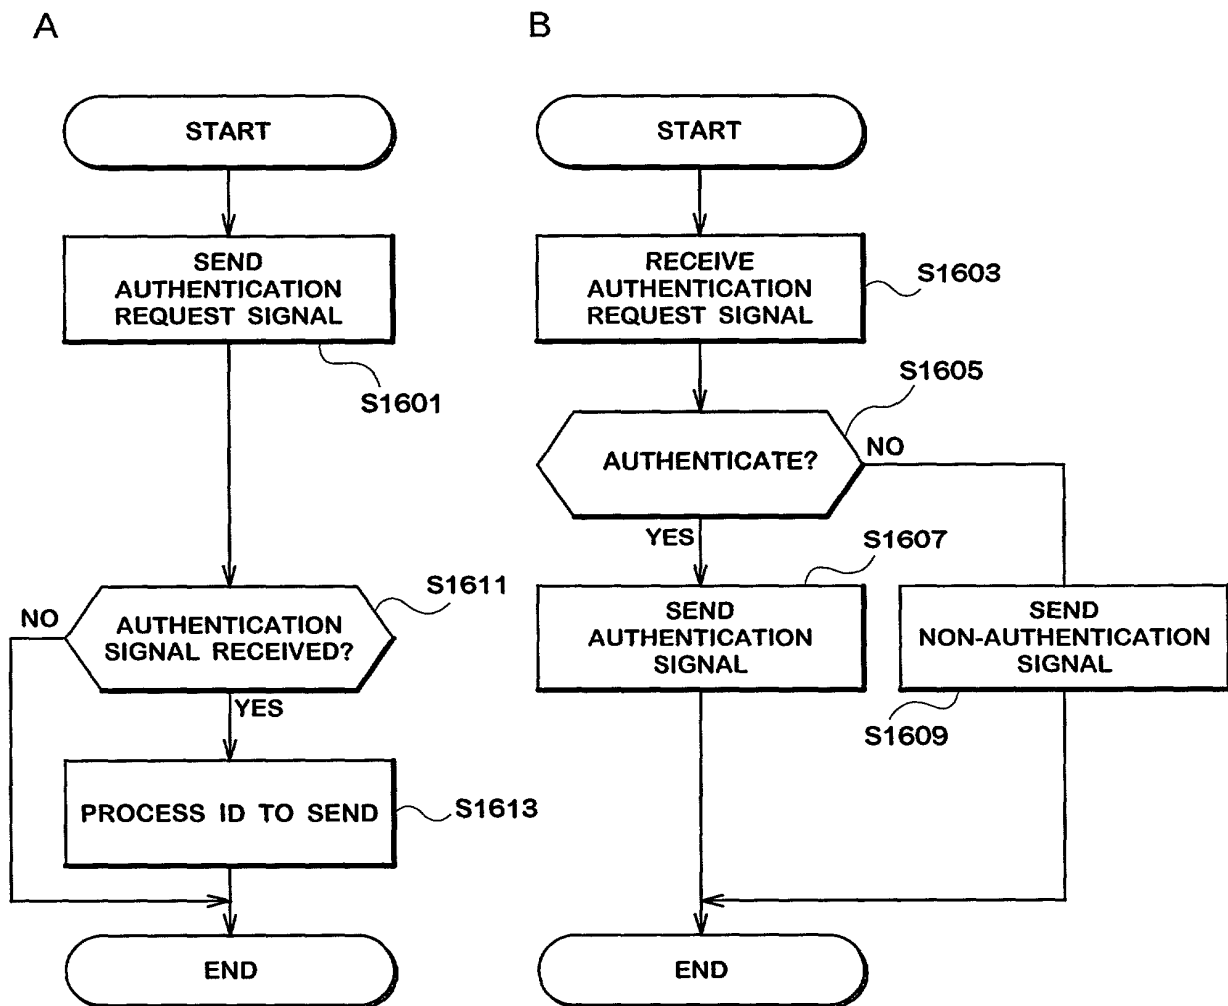 A
START
SEND
AUTHENTICATION
REQUEST SIGNAL
S1601
AUTHENTICATION
SIGNAL RECEIVED?
S1611
NO
YES
PROCESS ID TO SEND
S1613
END
B
START
RECEIVE
AUTHENTICATION
REQUEST SIGNAL
S1603
AUTHENTICATE?
S1605
NO
YES
SEND
AUTHENTICATION
SIGNAL
S1607
SEND
NON-AUTHENTICATION
SIGNAL
S1609
END